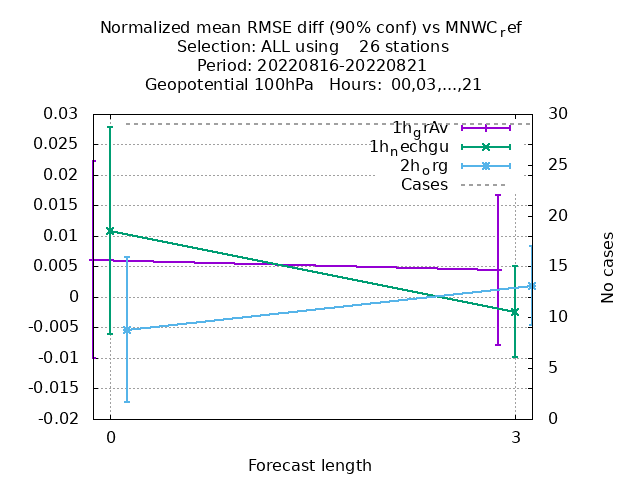 Normalized mean RMSE diff (90% conf) vs MNWC_ref
Selection: ALL using 26 stations
Period: 20220816-20220821
Geopotential 100hPa Hours: 00,03,...,21
0.03
0.025
0.02
0.015
0.01
0.005
0
-0.005
-0.01
-0.015
-0.02
1h_grAv
1h_nechgu
2h_org
Cases
30
25
20
15
10
5
0
No cases
0 3
Forecast length